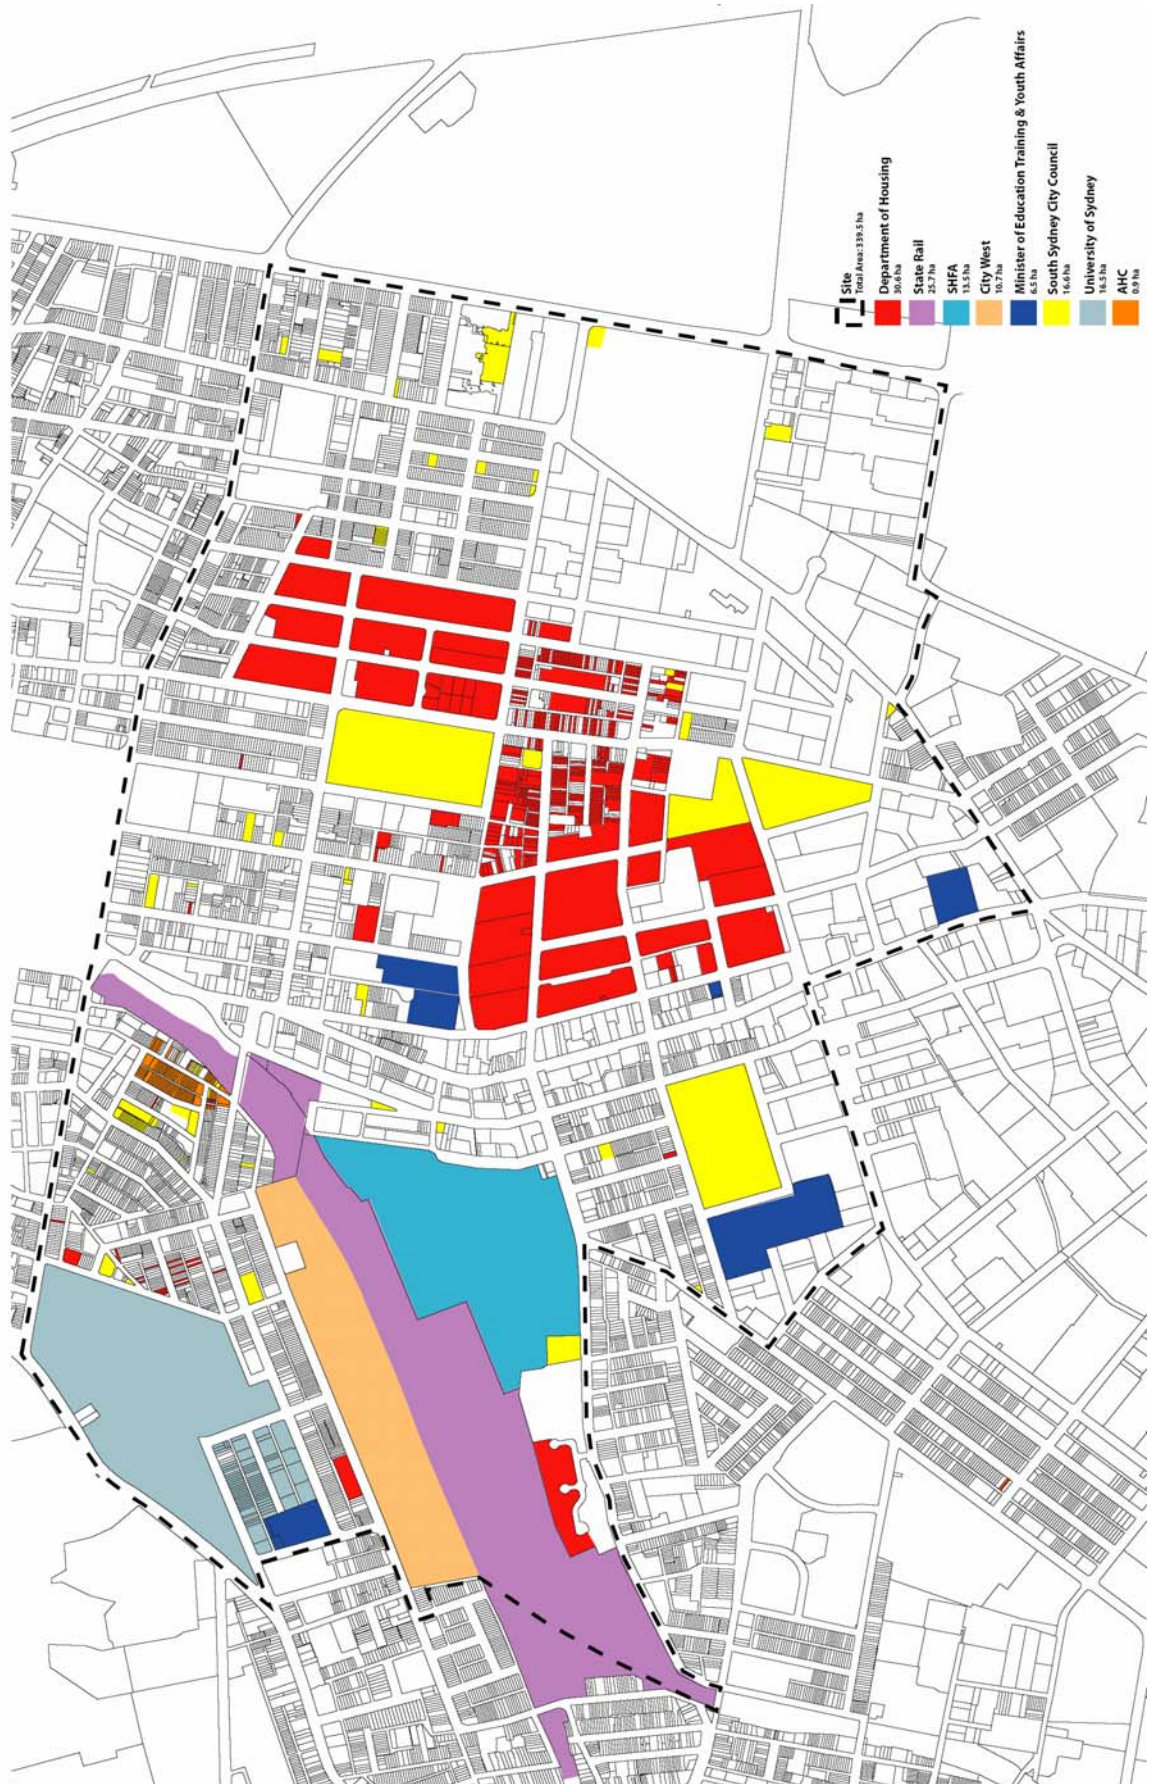 Site
Total Area: 339.5 ha
Department of Housing
30.6 ha
State Rail
25.7 ha
SHFA
13.5 ha
City West
10.7 ha
Minister of Education Training & Youth Affairs
6.5 ha
South Sydney City Council
16.6 ha
University of Sydney
16.5 ha
AHC
0.9 ha